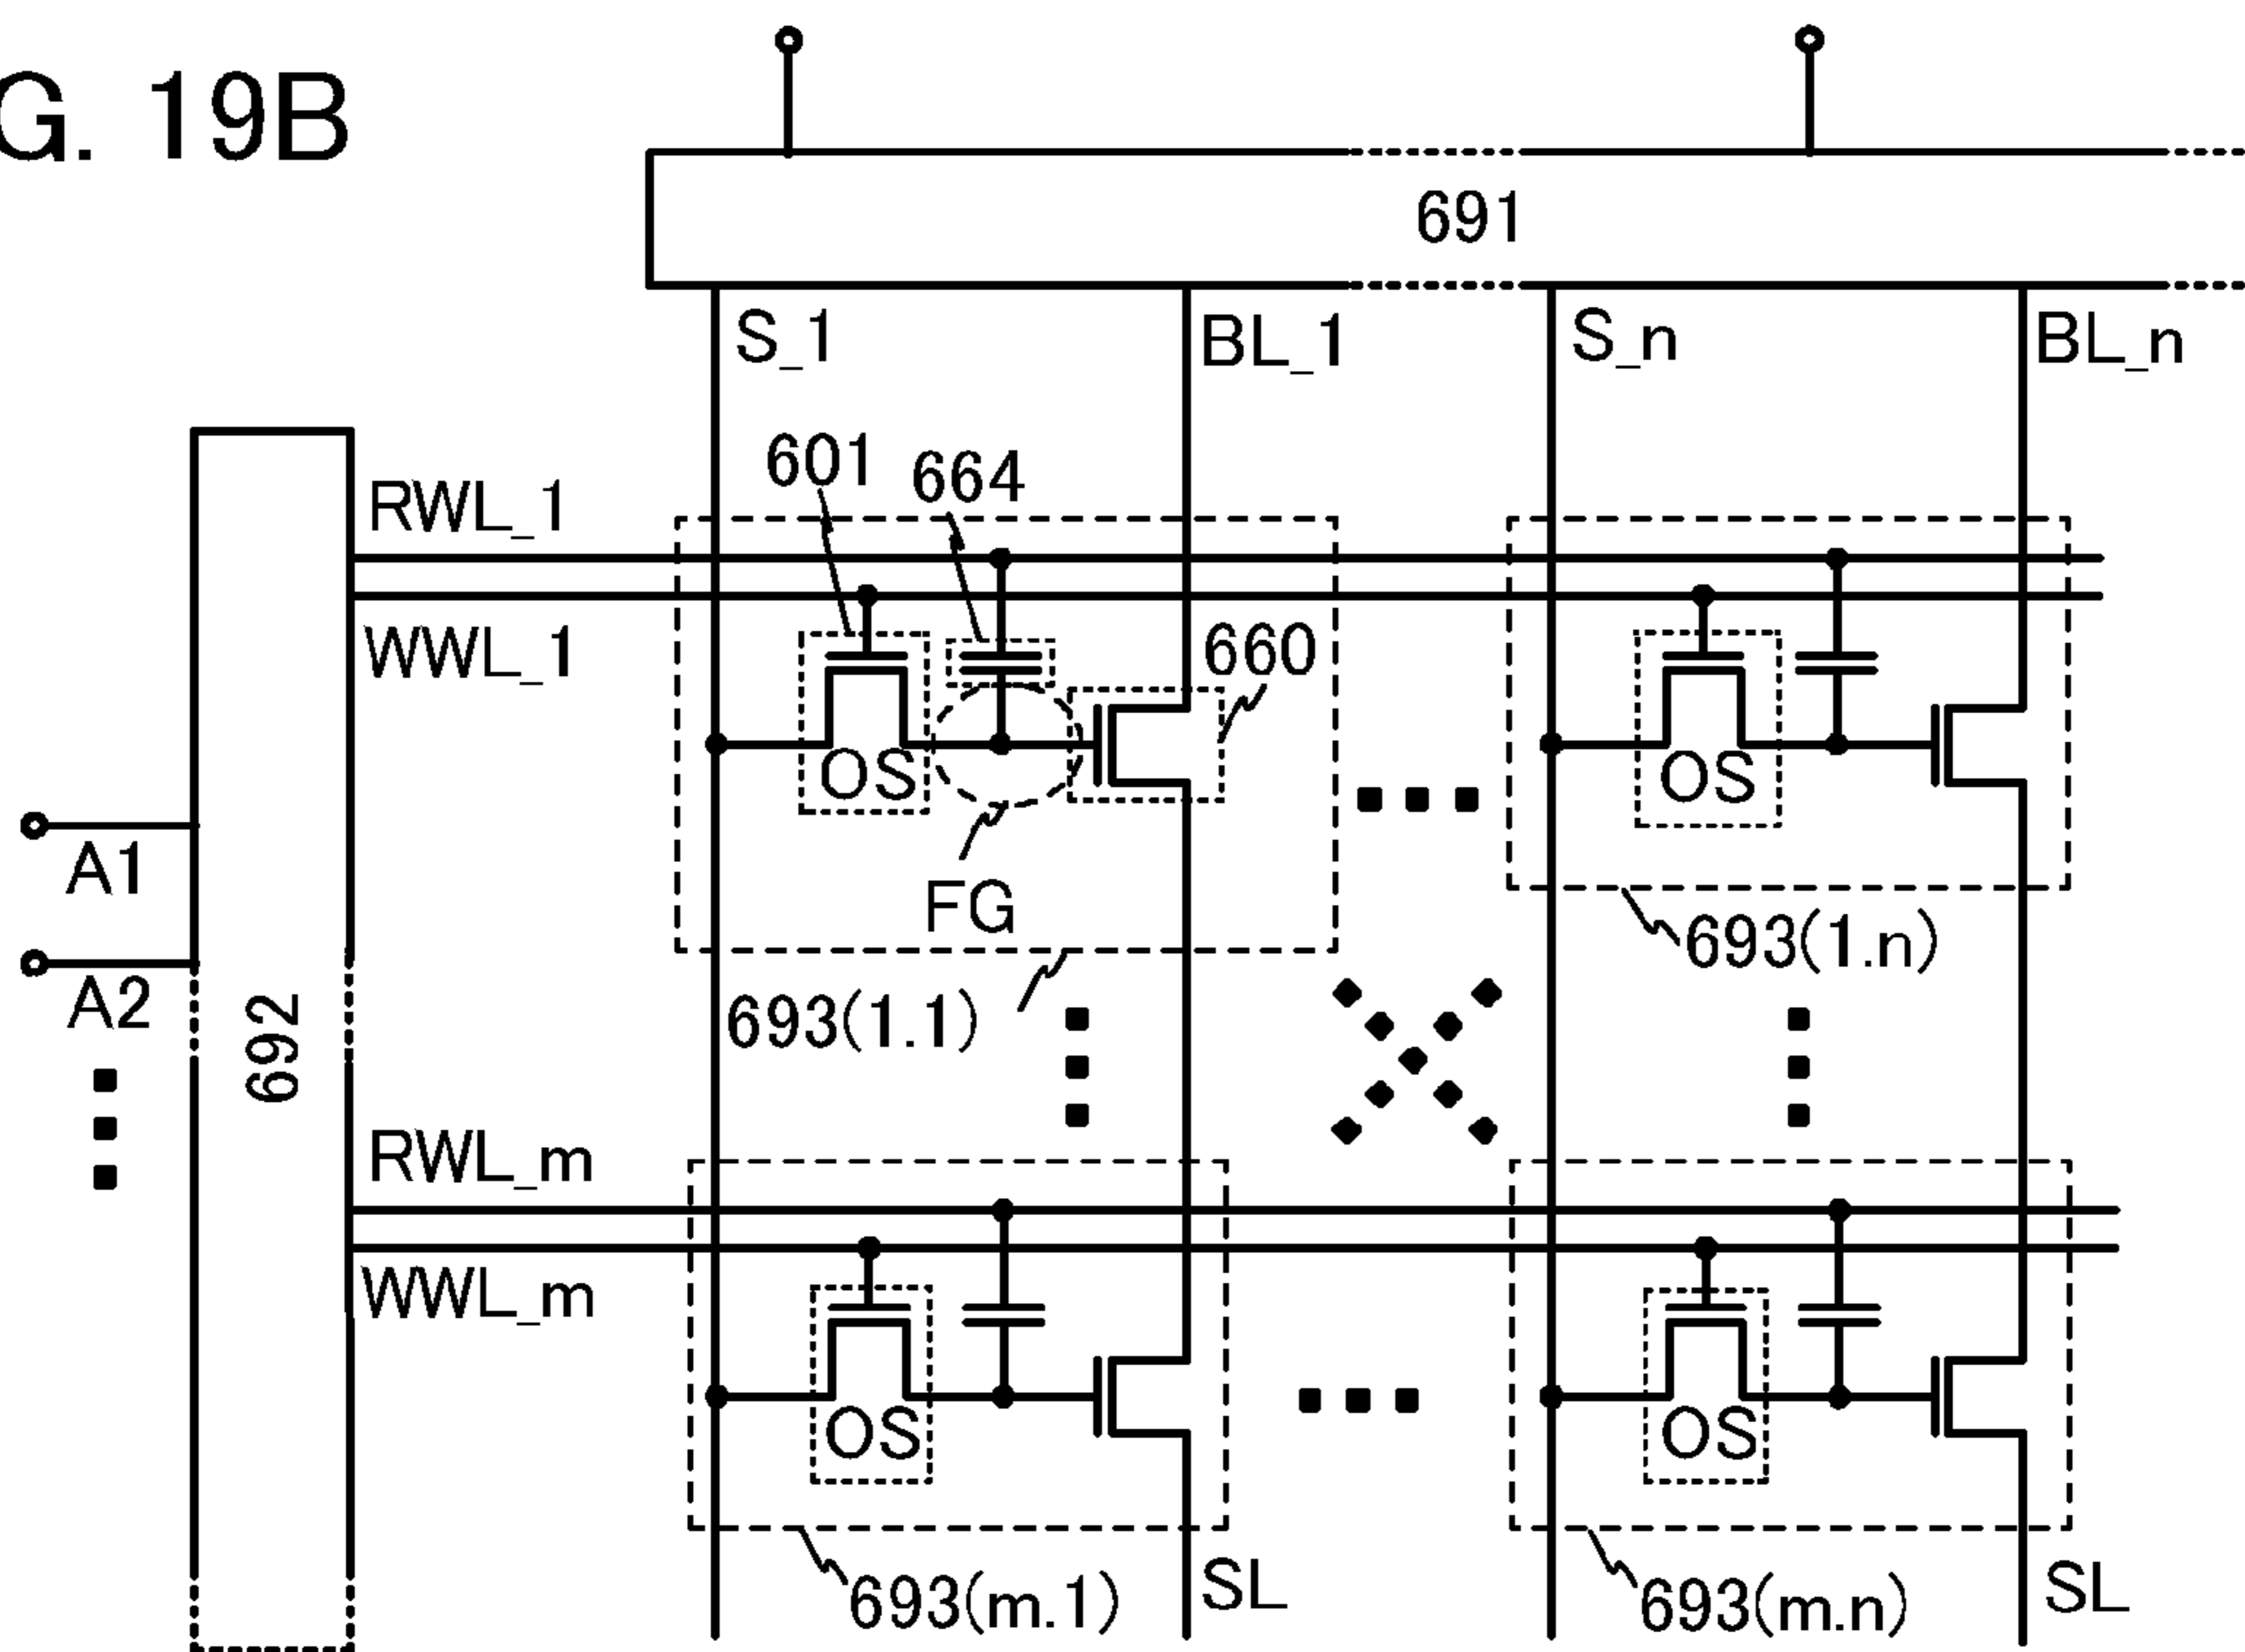 G. 19B
691
S_1
BL_1
S_n
BL_n
601
664
RWL_1
WWL_1
660
OS
OS
A1
FG
693(1.n)
A2
692
693(1.1)
RWL_m
WWL_m
OS
OS
693(m.1)
SL
693(m.n)
SL